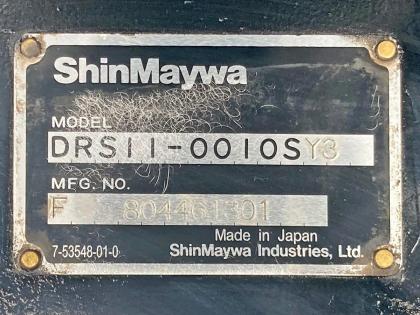 ShinMaywa
MODEL
DRS11-0010SY3
MFG. NO.
F 804461301
Made in Japan
7-53548-01-0 ShinMaywa Industries, Ltd.